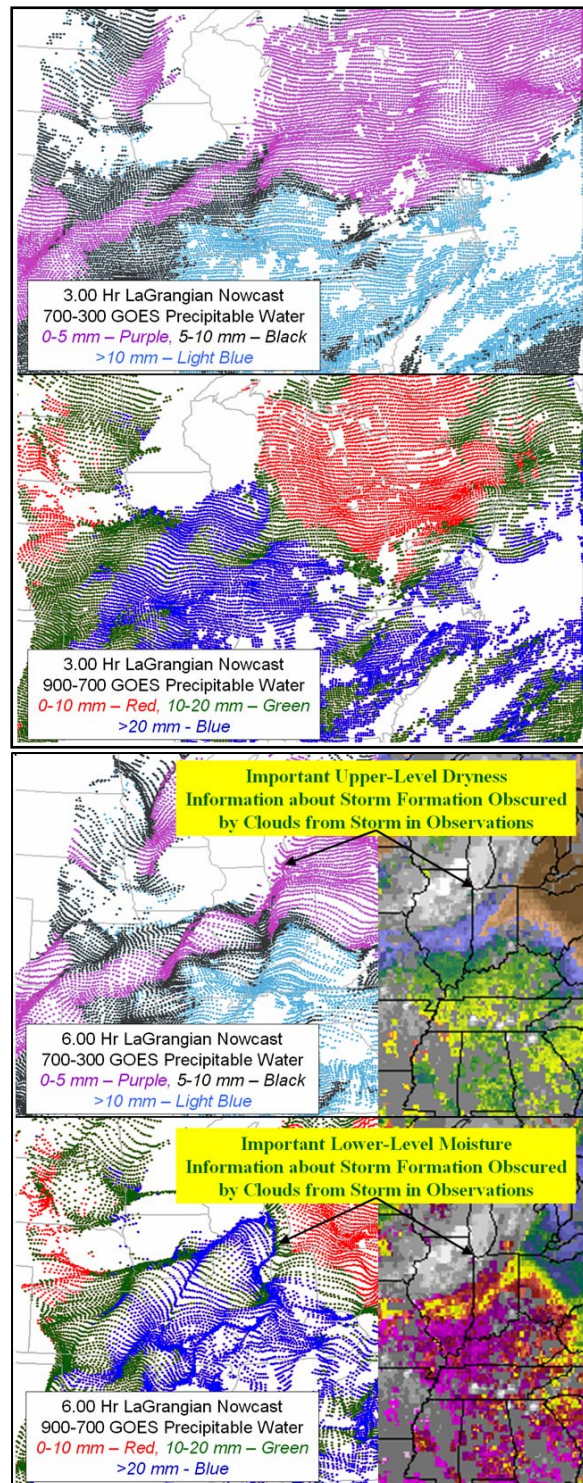 3.00 Hr LaGrangian Nowcast
700-300 GOES Precipitable Water
0-5 mm – Purple, 5-10 mm – Black
>10 mm – Light Blue
3.00 Hr LaGrangian Nowcast
900-700 GOES Precipitable Water
0-10 mm – Red, 10-20 mm – Green
>20 mm - Blue
Important Upper-Level Dryness
Information about Storm Formation Obscured
by Clouds from Storm in Observations
6.00 Hr LaGrangian Nowcast
700-300 GOES Precipitable Water
0-5 mm – Purple, 5-10 mm – Black
>10 mm – Light Blue
Important Lower-Level Moisture
Information about Storm Formation Obscured
by Clouds from Storm in Observations
6.00 Hr LaGrangian Nowcast
900-700 GOES Precipitable Water
0-10 mm – Red, 10-20 mm – Green
>20 mm - Blue